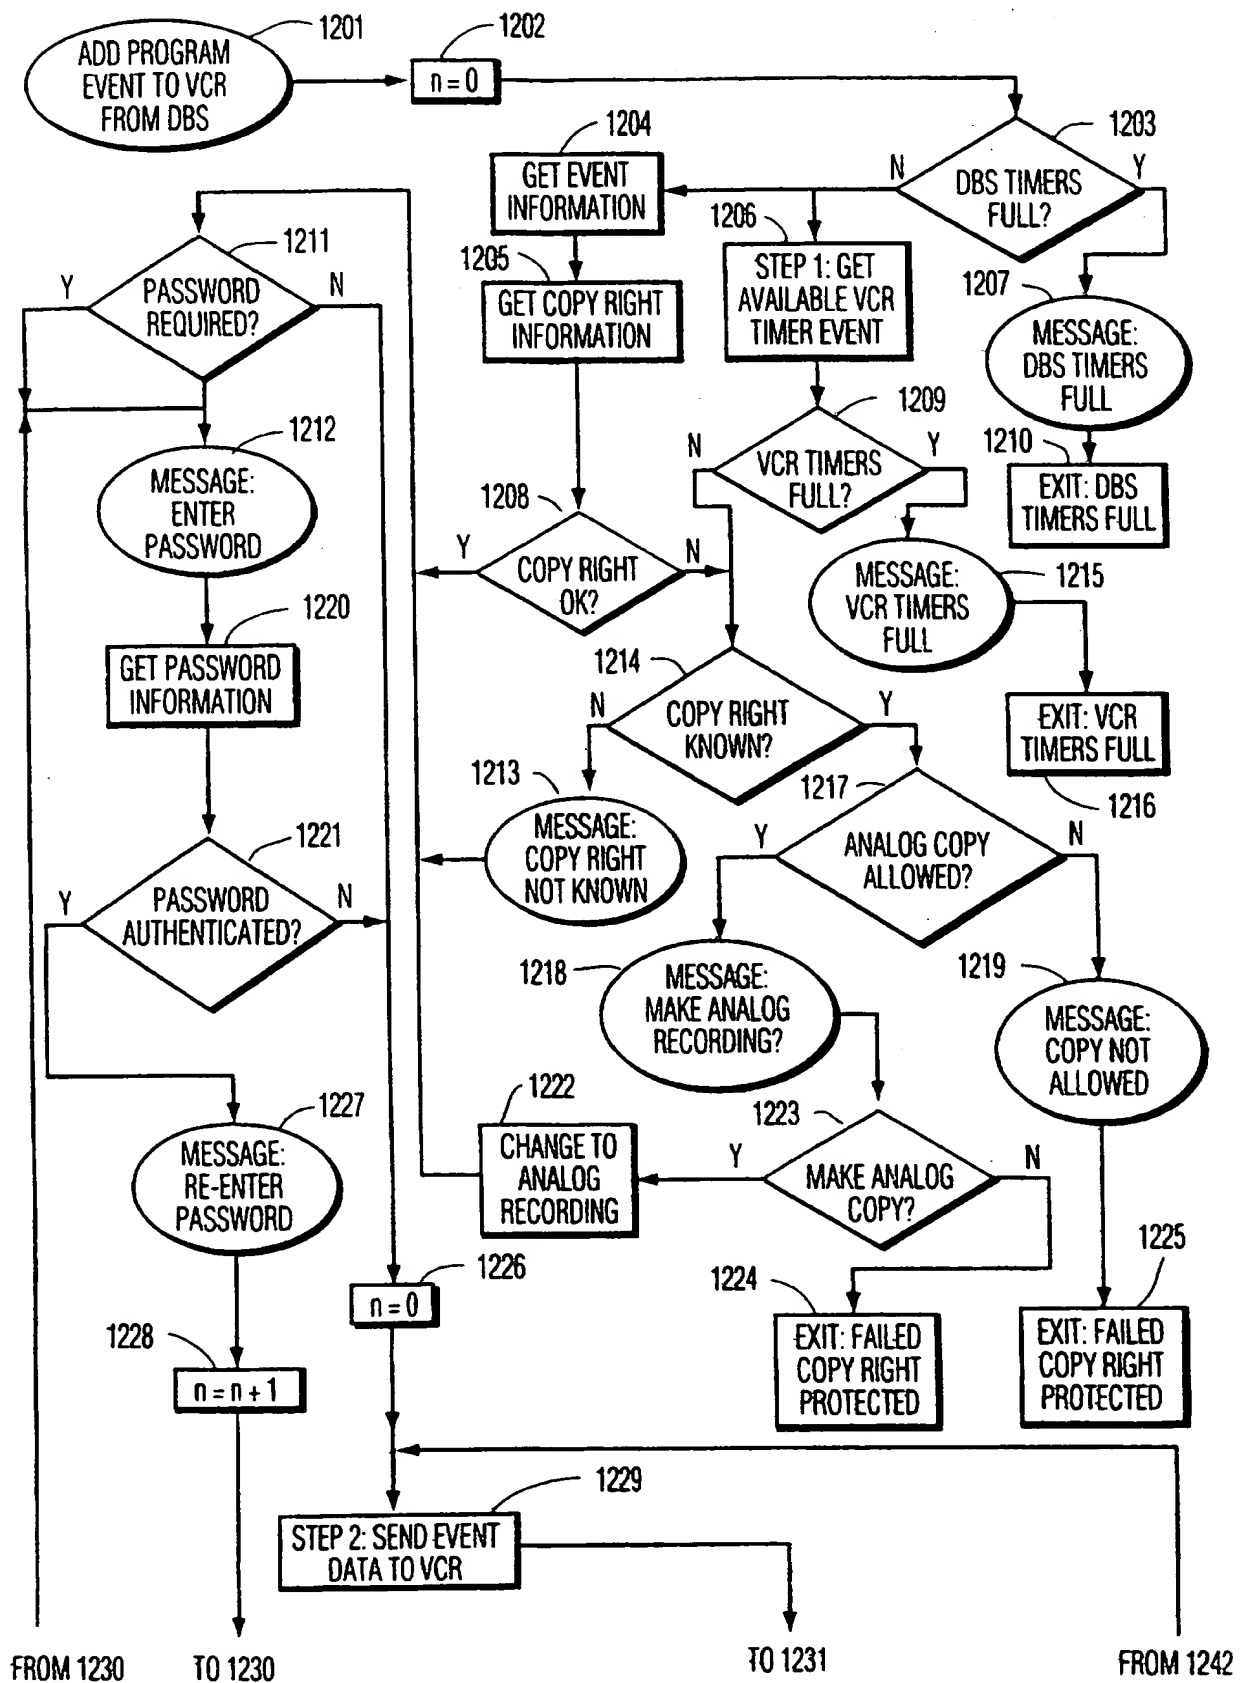 1201
ADD PROGRAM
EVENT TO VCR
FROM DBS
1202
n=0
1203
DBS TIMERS
FULL?
N
Y
1204
GET EVENT
INFORMATION
1205
GET COPY RIGHT
INFORMATION
1206
STEP 1: GET
AVAILABLE VCR
TIMER EVENT
1207
MESSAGE:
DBS TIMERS
FULL
1211
PASSWORD
REQUIRED?
Y
N
1212
MESSAGE:
ENTER
PASSWORD
1208
COPY RIGHT
OK?
Y
N
1209
VCR TIMERS
FULL?
N
Y
1210
EXIT: DBS
TIMERS FULL
1215
MESSAGE:
VCR TIMERS
FULL
1220
GET PASSWORD
INFORMATION
1214
COPY RIGHT
KNOWN?
N
Y
EXIT: VCR
TIMERS FULL
1216
1213
MESSAGE:
COPY RIGHT
NOT KNOWN
1217
ANALOG COPY
ALLOWED?
Y
N
1221
PASSWORD
AUTHENTICATED?
Y
N
1218
MESSAGE:
MAKE ANALOG
RECORDING?
1219
MESSAGE:
COPY NOT
ALLOWED
1227
MESSAGE:
RE-ENTER
PASSWORD
1222
CHANGE TO
ANALOG
RECORDING
1223
MAKE ANALOG
COPY?
Y
N
1226
n=0
1224
EXIT: FAILED
COPY RIGHT
PROTECTED
1225
EXIT: FAILED
COPY RIGHT
PROTECTED
1228
n=n+1
1229
STEP 2: SEND EVENT
DATA TO VCR
FROM 1230
TO 1230
TO 1231
FROM 1242